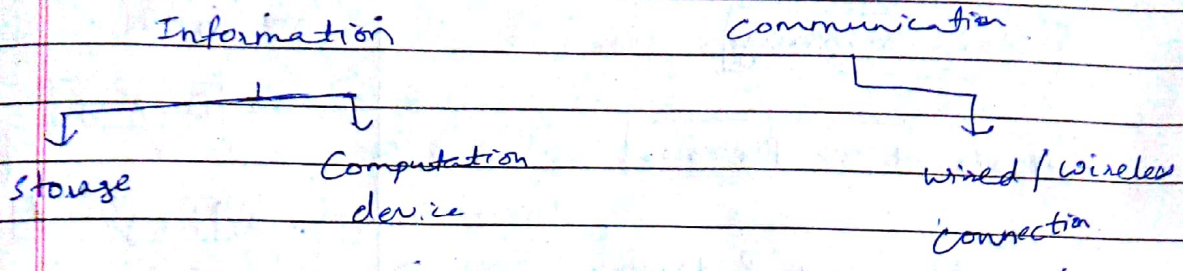 Information communication
storage Computation wired / wireless
device connection